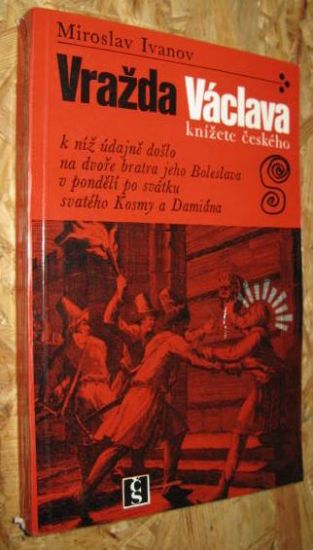 Miroslav Ivanov
Vražda Václava
knížete českého
k níž údajně došlo
na dvoře bratra jeho Boleslava
v pondělí po svátku
svatého Kosmy a Damiána
čs